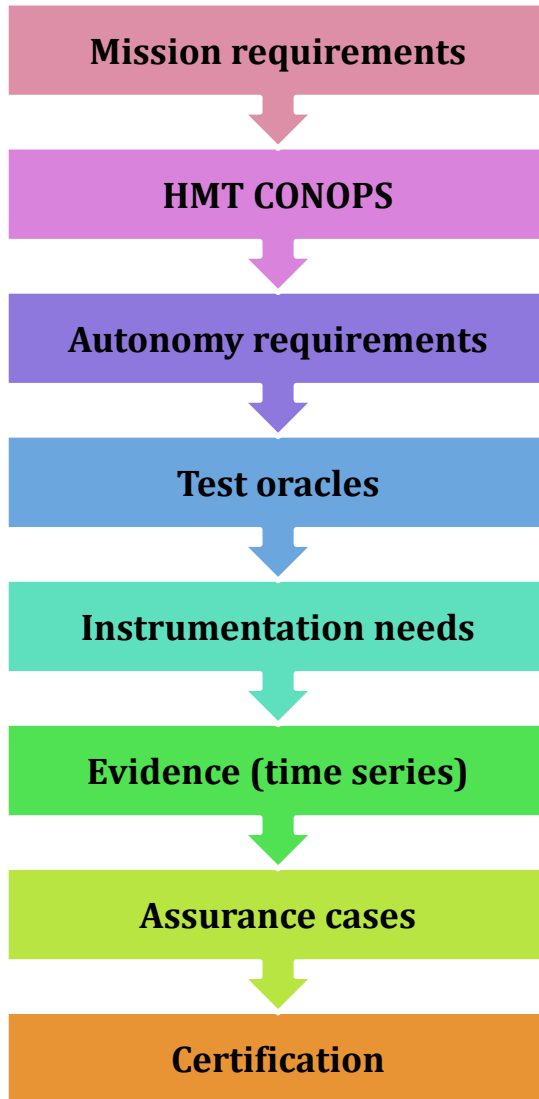 Mission requirements
HMT CONOPS
Autonomy requirements
Test oracles
Instrumentation needs
Evidence (time series)
Assurance cases
Certification